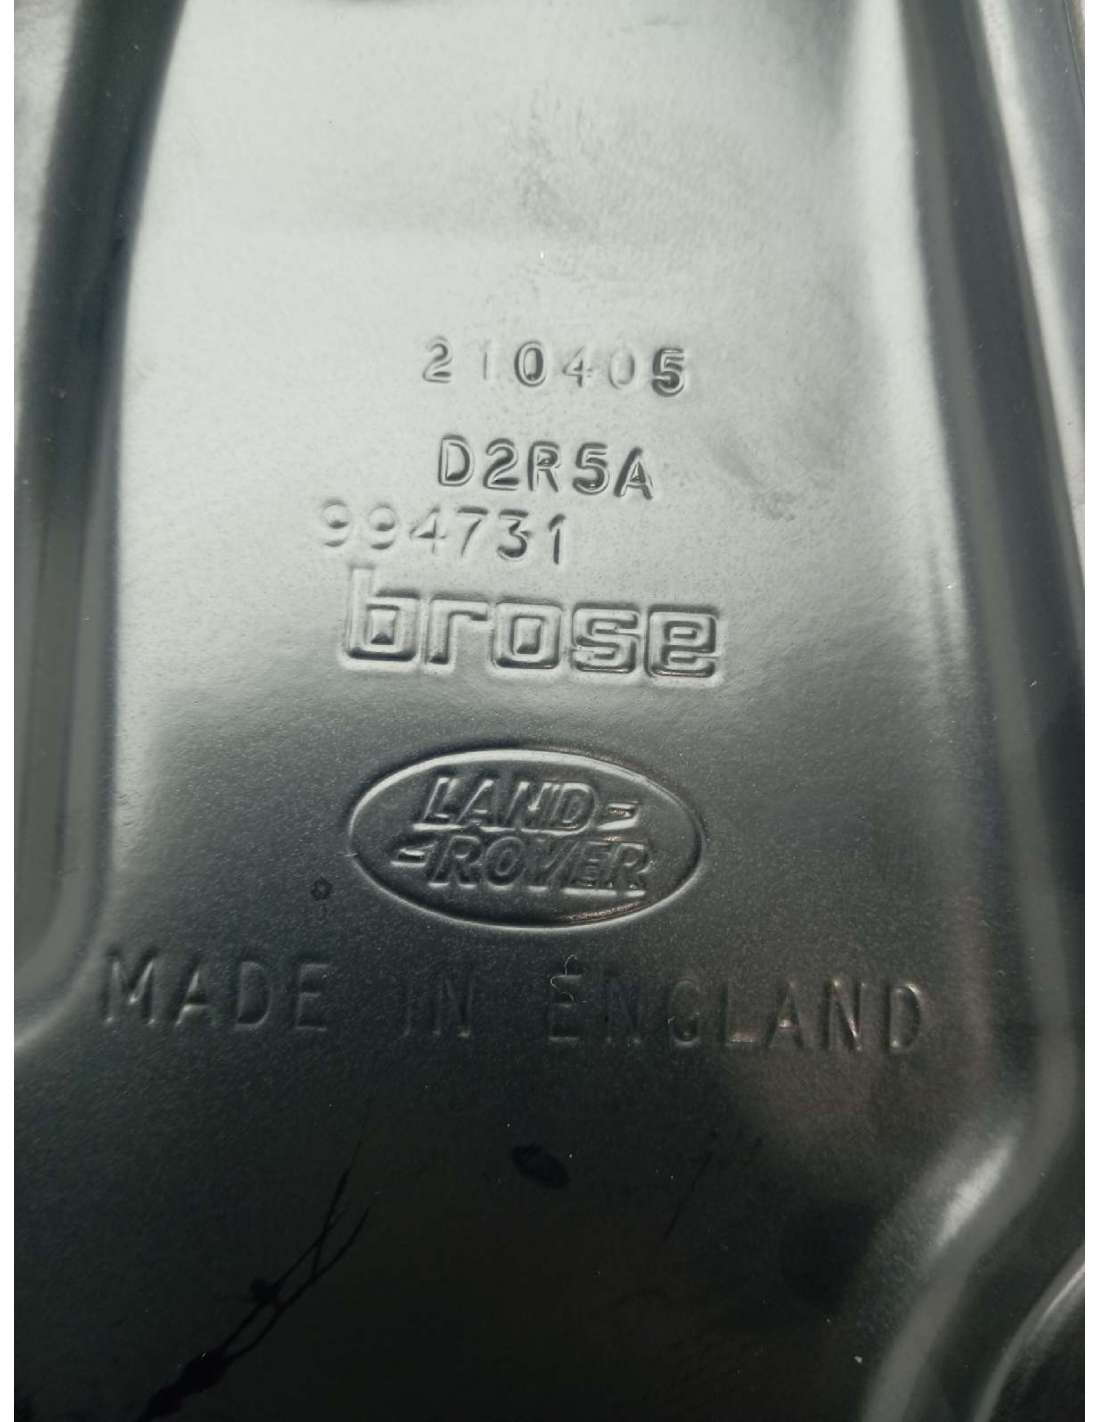 210405
D2R5A
994731
brose
LAND-
-ROVER
MADE IN ENGLAND